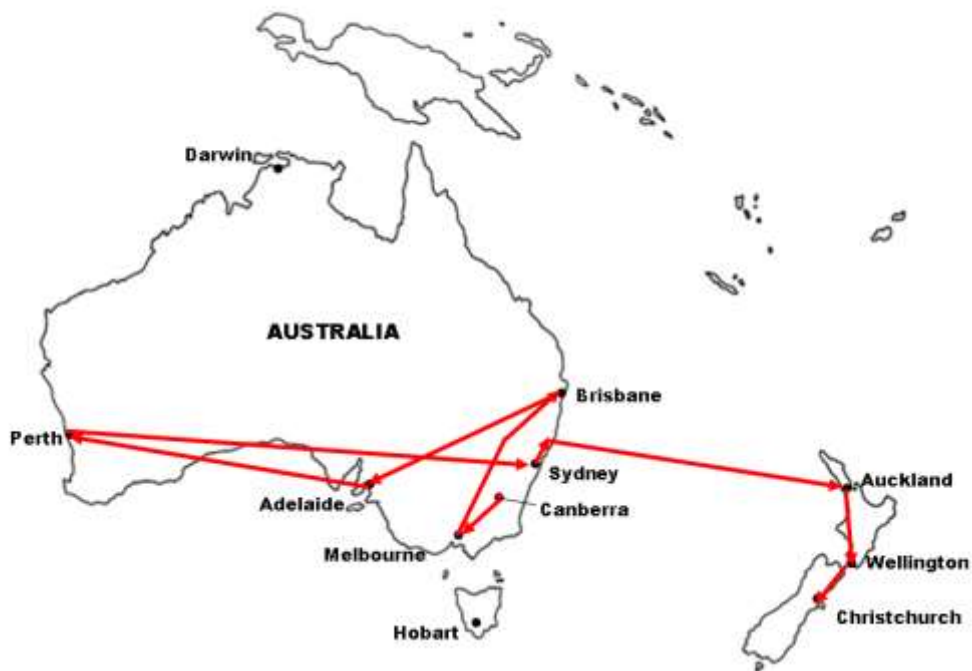 Darwin
AUSTRALIA
Brisbane
Perth
Sydney
Auckland
Adelaide
Canberra
Melbourne
Wellington
Christchurch
Hobart